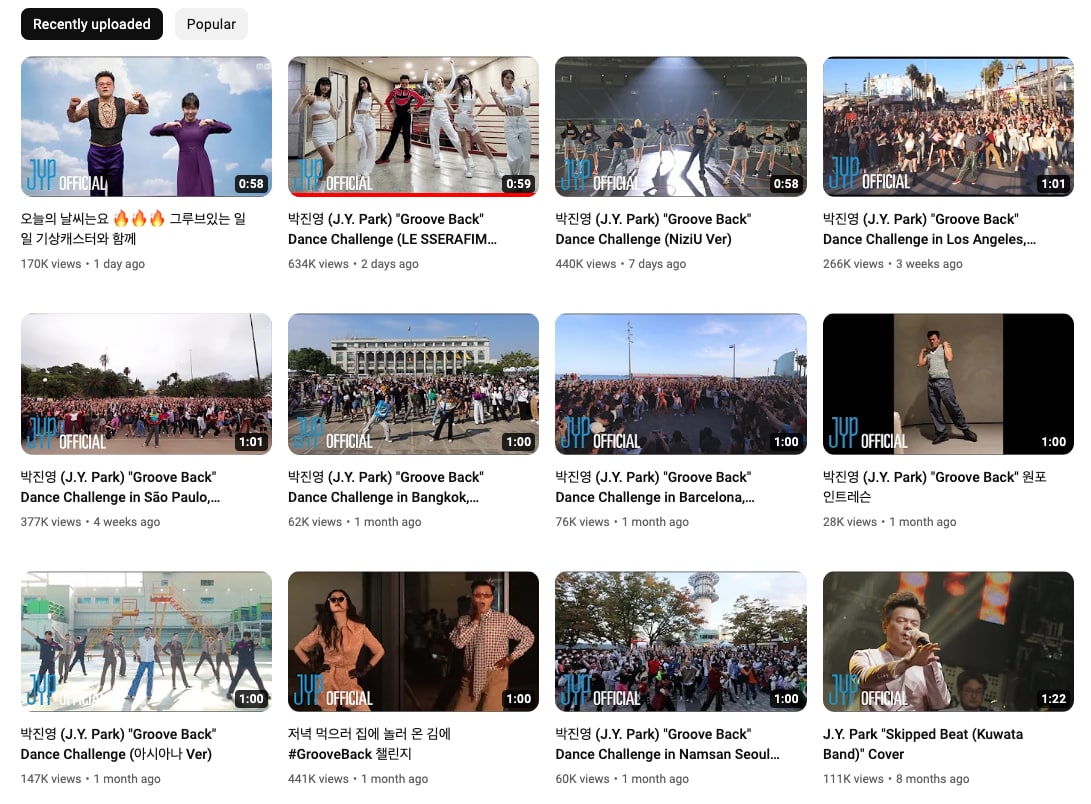 Recently uploaded
Popular
JYP OFFICIAL
0:58
JYP OFFICIAL
0:59
JYP OFFICIAL
0:58
JYP OFFICIAL
1:01
오늘의 날씨는요 🔥🔥🔥 그루브있는 일
일 기상캐스터와 함께
170K views • 1 day ago
박진영 (J.Y. Park) "Groove Back"
Dance Challenge (LE SSERAFIM...
634K views • 2 days ago
박진영 (J.Y. Park) "Groove Back"
Dance Challenge (NiziU Ver)
440K views • 7 days ago
박진영 (J.Y. Park) "Groove Back"
Dance Challenge in Los Angeles,...
266K views • 3 weeks ago
JYP OFFICIAL
1:01
JYP OFFICIAL
1:00
JYP OFFICIAL
1:00
JYP OFFICIAL
1:00
박진영 (J.Y. Park) "Groove Back"
Dance Challenge in São Paulo,...
377K views • 4 weeks ago
박진영 (J.Y. Park) "Groove Back"
Dance Challenge in Bangkok,...
62K views • 1 month ago
박진영 (J.Y. Park) "Groove Back"
Dance Challenge in Barcelona,...
76K views • 1 month ago
박진영 (J.Y. Park) "Groove Back" 원포
인트레슨
28K views • 1 month ago
JYP OFFICIAL
1:00
JYP OFFICIAL
1:00
JYP OFFICIAL
1:00
JYP OFFICIAL
1:22
박진영 (J.Y. Park) "Groove Back"
Dance Challenge (아시아나 Ver)
147K views • 1 month ago
저녁 먹으러 집에 놀러 온 김에
#GrooveBack 챌린지
441K views • 1 month ago
박진영 (J.Y. Park) "Groove Back"
Dance Challenge in Namsan Seoul...
60K views • 1 month ago
J.Y. Park "Skipped Beat (Kuwata
Band)" Cover
111K views • 8 months ago